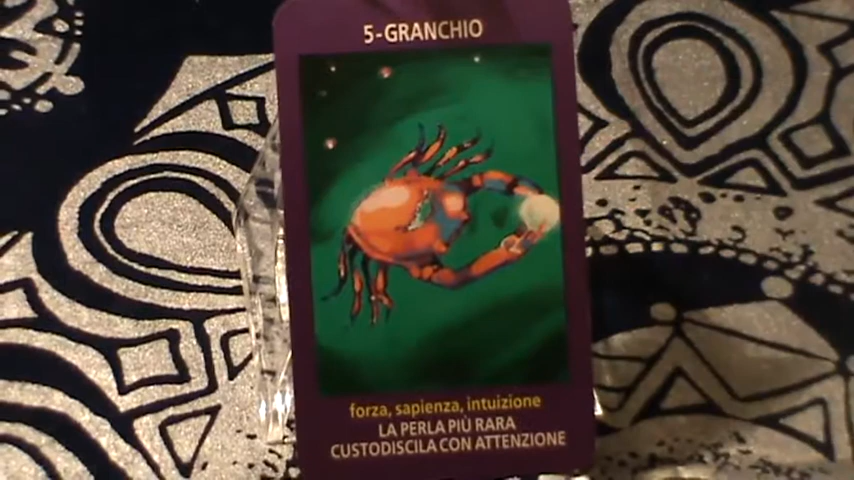 5-GRANCHIO
forza, sapienza, intuizione
LA PERLA PIÙ RARA
CUSTODISCILA CON ATTENZIONE